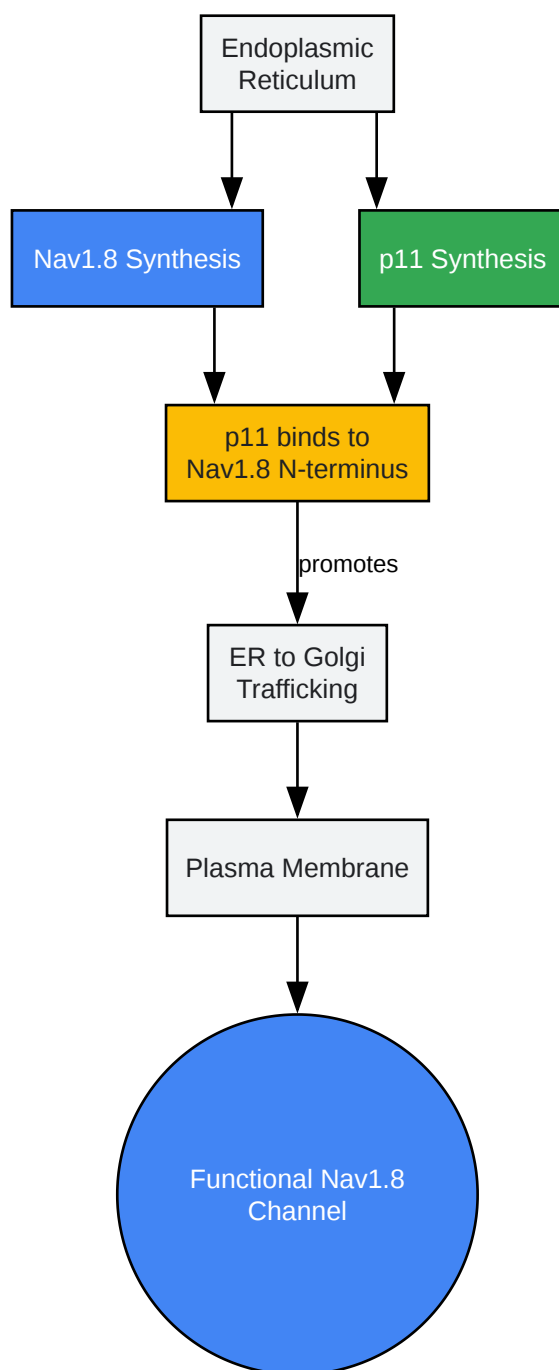 Endoplasmic
Reticulum
Nav1.8 Synthesis
p11 Synthesis
p11 binds to
Nav1.8 N-terminus
promotes
ER to Golgi
Trafficking
Plasma Membrane
Functional Nav1.8
Channel